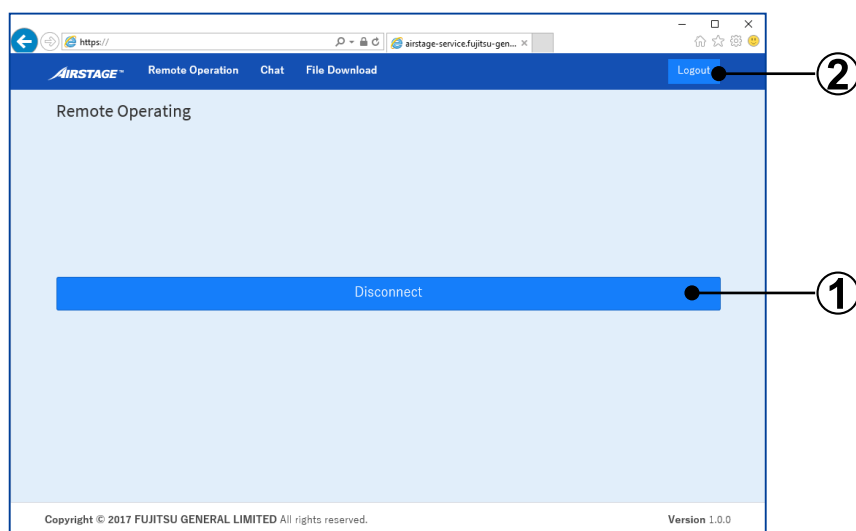 https://
airstage-service.fujitsu-gen...
AIRSTAGE™ Remote Operation Chat File Download Logout
2
Remote Operating
Disconnect
1
Copyright © 2017 FUJITSU GENERAL LIMITED All rights reserved. Version 1.0.0